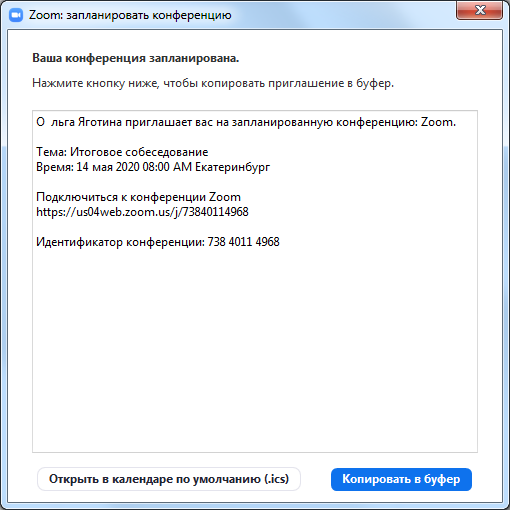 Zoom: запланировать конференцию
Ваша конференция запланирована.
Нажмите кнопку ниже, чтобы копировать приглашение в буфер.
О  льга Яготина приглашает вас на запланированную конференцию: Zoom.
Тема: Итоговое собеседование
Время: 14 мая 2020 08:00 AM Екатеринбург
Подключиться к конференции Zoom
https://us04web.zoom.us/j/73840114968
Идентификатор конференции: 738 4011 4968
Открыть в календаре по умолчанию (.ics)
Копировать в буфер